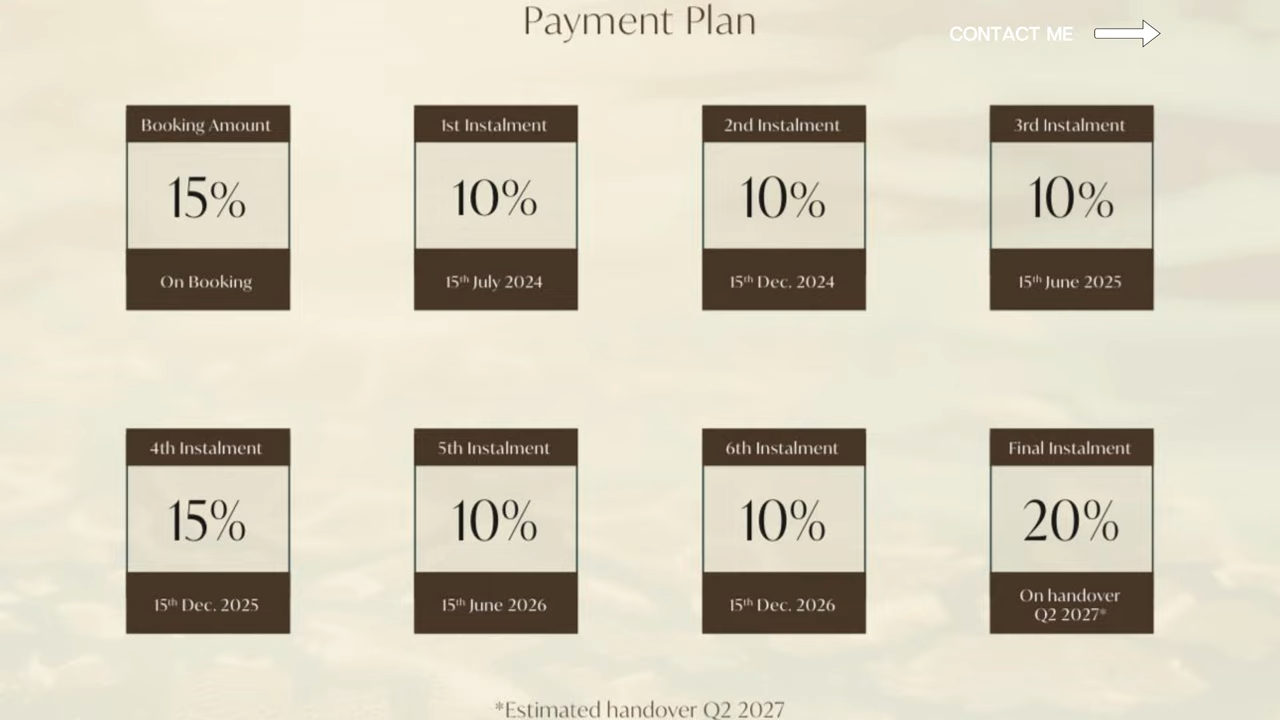 Payment Plan
CONTACT ME
Booking Amount
15%
On Booking
1st Instalment
10%
15th July 2024
2nd Instalment
10%
15th Dec. 2024
3rd Instalment
10%
15th June 2025
4th Instalment
15%
15th Dec. 2025
5th Instalment
10%
15th June 2026
6th Instalment
10%
15th Dec. 2026
Final Instalment
20%
On handover
Q2 2027*
*Estimated handover Q2 2027